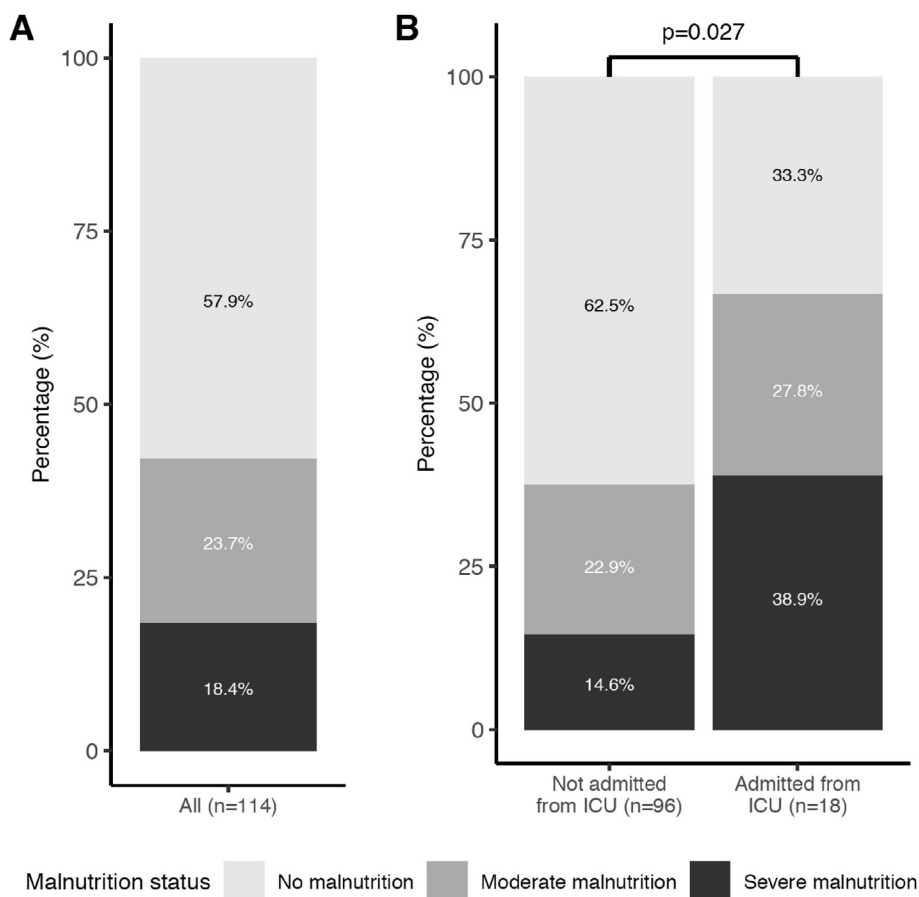 A
Percentage (%)
100
75
50
25
0
57.9%
23.7%
18.4%
All (n=114)
B
p=0.027
Percentage (%)
100
75
50
25
0
62.5%
22.9%
14.6%
33.3%
27.8%
38.9%
Not admitted
from ICU (n=96)
Admitted from
ICU (n=18)
Malnutrition status No malnutrition Moderate malnutrition Severe malnutrition